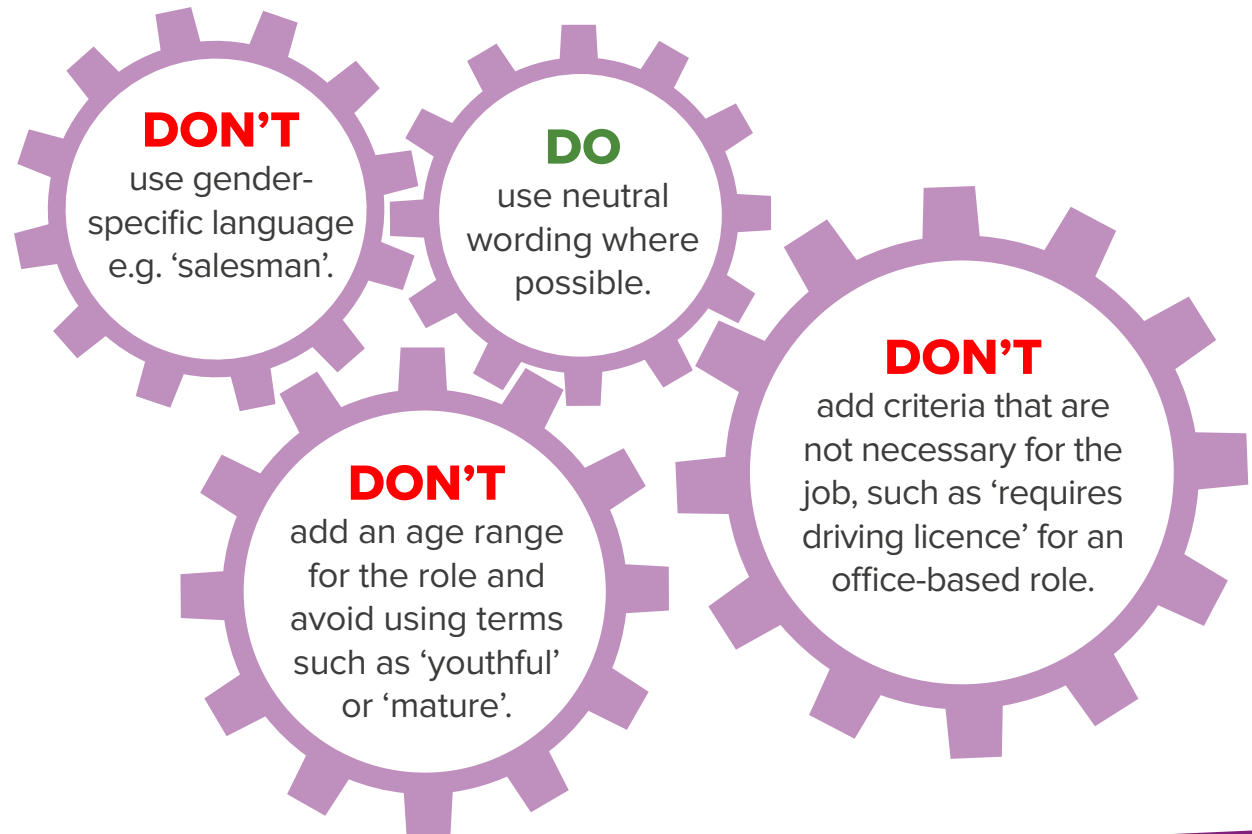 DON’T
use gender-
specific language
e.g. ‘salesman’.
DO
use neutral
wording where
possible.
DON’T
add an age range
for the role and
avoid using terms
such as ‘youthful’
or ‘mature’.
DON’T
add criteria that are
not necessary for the
job, such as ‘requires
driving licence’ for an
office-based role.